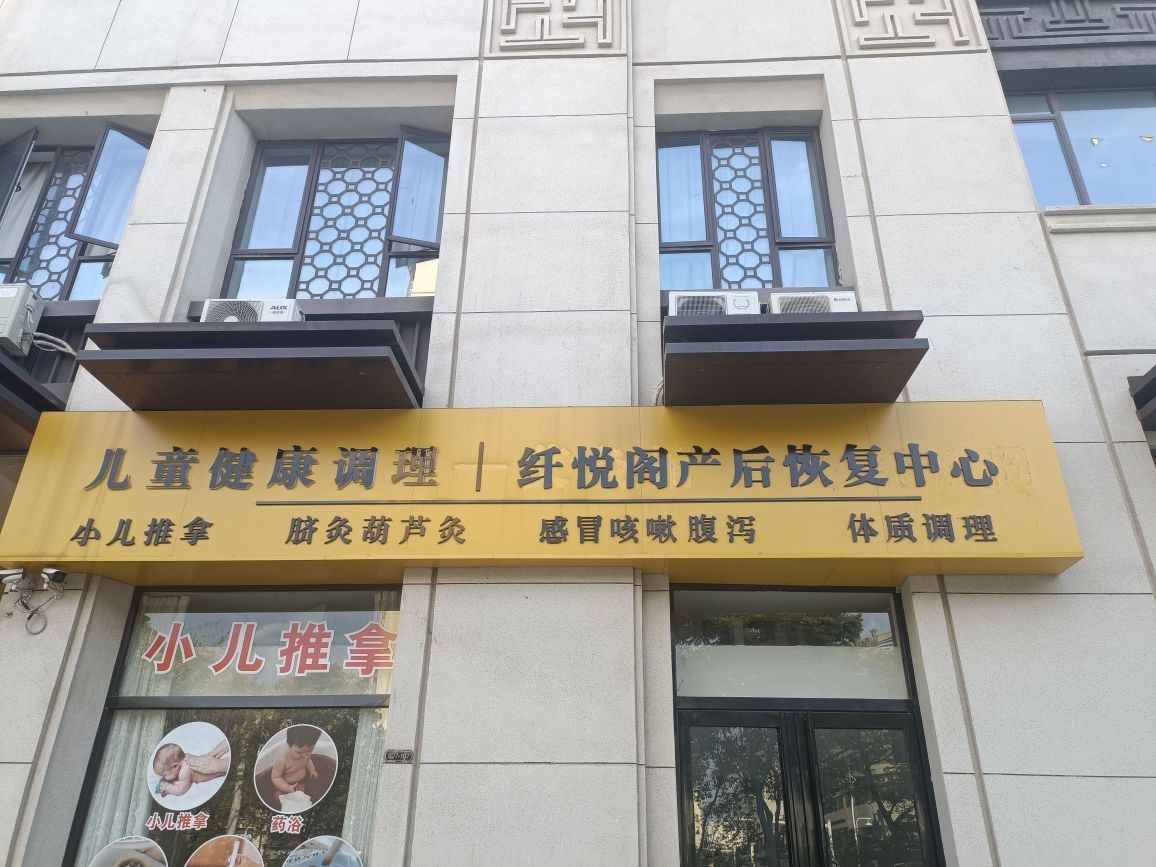 AUX
儿童健康调理|纤悦阁产后恢复中心
小儿推拿 脐灸葫芦灸 感冒咳嗽腹泻 体质调理
小儿推拿
小儿推拿
药浴